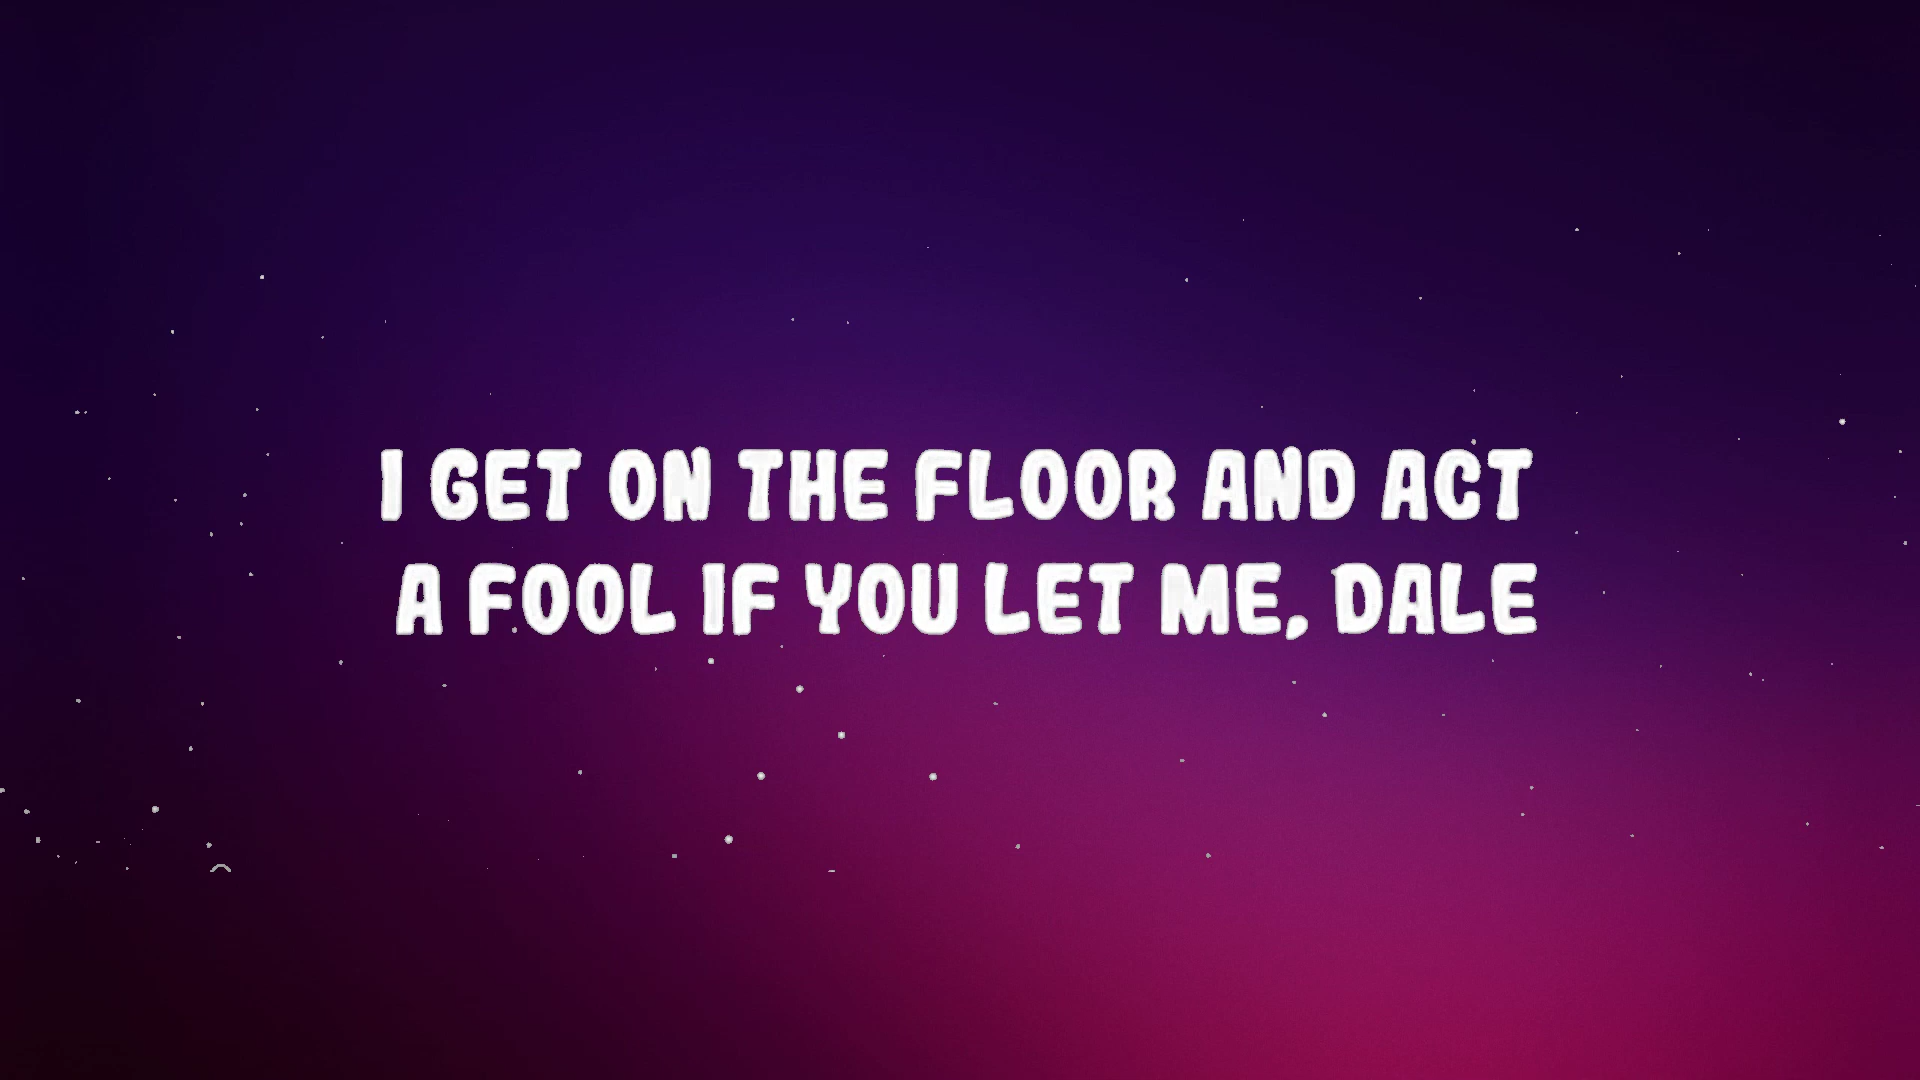 I GET ON THE FLOOR AND ACT
A FOOL IF YOU LET ME, DALE